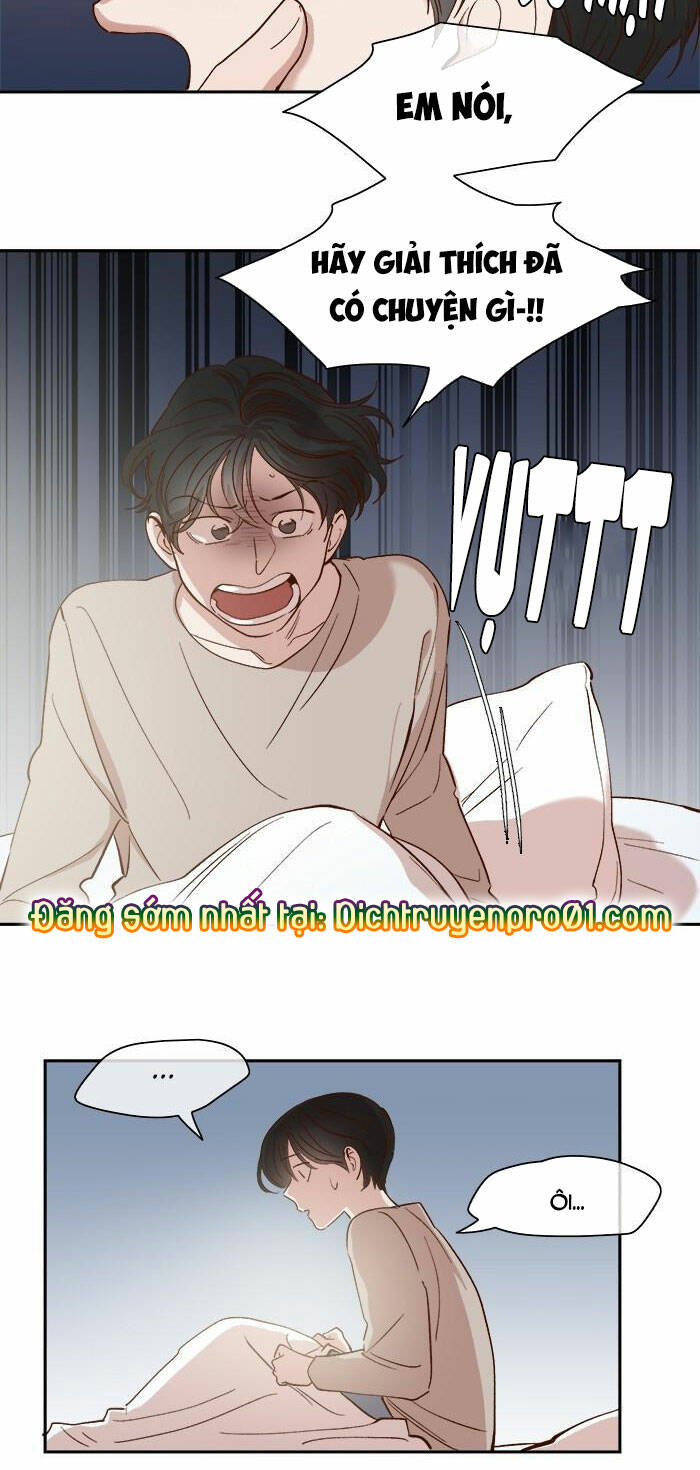 EM NÓI,
HÃY GIẢI THÍCH ĐÃ
CÓ CHUYỆN GÌ-!!
VỤTTT
Đăng sớm nhất tại: Dichtruyenpro01.com
...
ÔI...